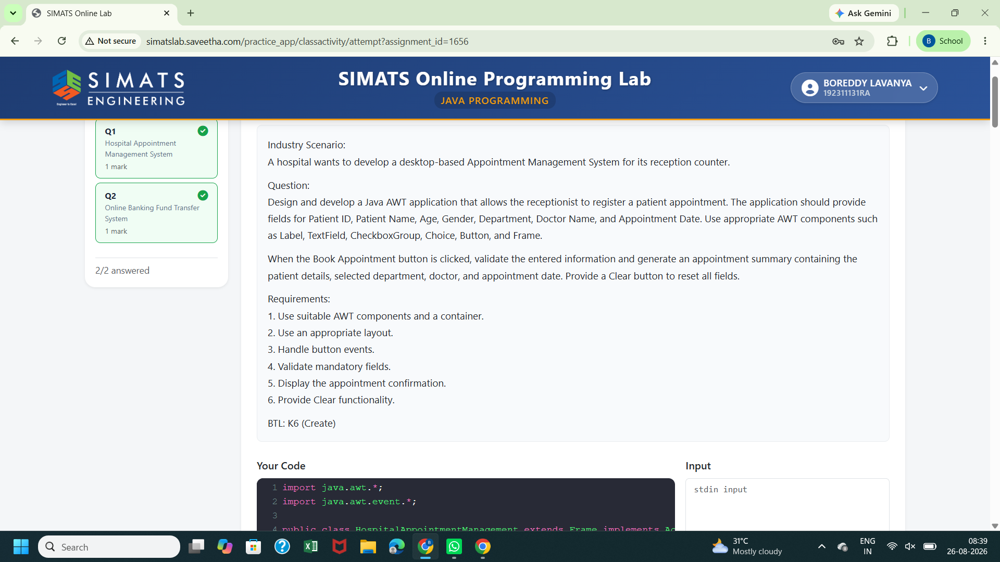 SIMATS Online Lab
Ask Gemini
Not secure
simatslab.saveetha.com/practice_app/classactivity/attempt?assignment_id=1656
B
School
SIMATS
ENGINEERING
Engineer to Excel
SIMATS Online Programming Lab
JAVA PROGRAMMING
BOREDDY LAVANYA
192311131RA
Q1
Hospital Appointment
Management System
1 mark
Q2
Online Banking Fund Transfer
System
1 mark
2/2 answered
Industry Scenario:
A hospital wants to develop a desktop-based Appointment Management System for its reception counter.
Question:
Design and develop a Java AWT application that allows the receptionist to register a patient appointment. The application should provide
fields for Patient ID, Patient Name, Age, Gender, Department, Doctor Name, and Appointment Date. Use appropriate AWT components such
as Label, TextField, CheckboxGroup, Choice, Button, and Frame.
When the Book Appointment button is clicked, validate the entered information and generate an appointment summary containing the
patient details, selected department, doctor, and appointment date. Provide a Clear button to reset all fields.
Requirements:
1. Use suitable AWT components and a container.
2. Use an appropriate layout.
3. Handle button events.
4. Validate mandatory fields.
5. Display the appointment confirmation.
6. Provide Clear functionality.
BTL: K6 (Create)
Your Code
Input
1 import java.awt.*;
2 import java.awt.event.*;
3
4 public class HospitalAppointmentManagement extends Frame implements Ac
stdin input
Search
31°C
Mostly cloudy
ENG
IN
08:39
26-08-2026